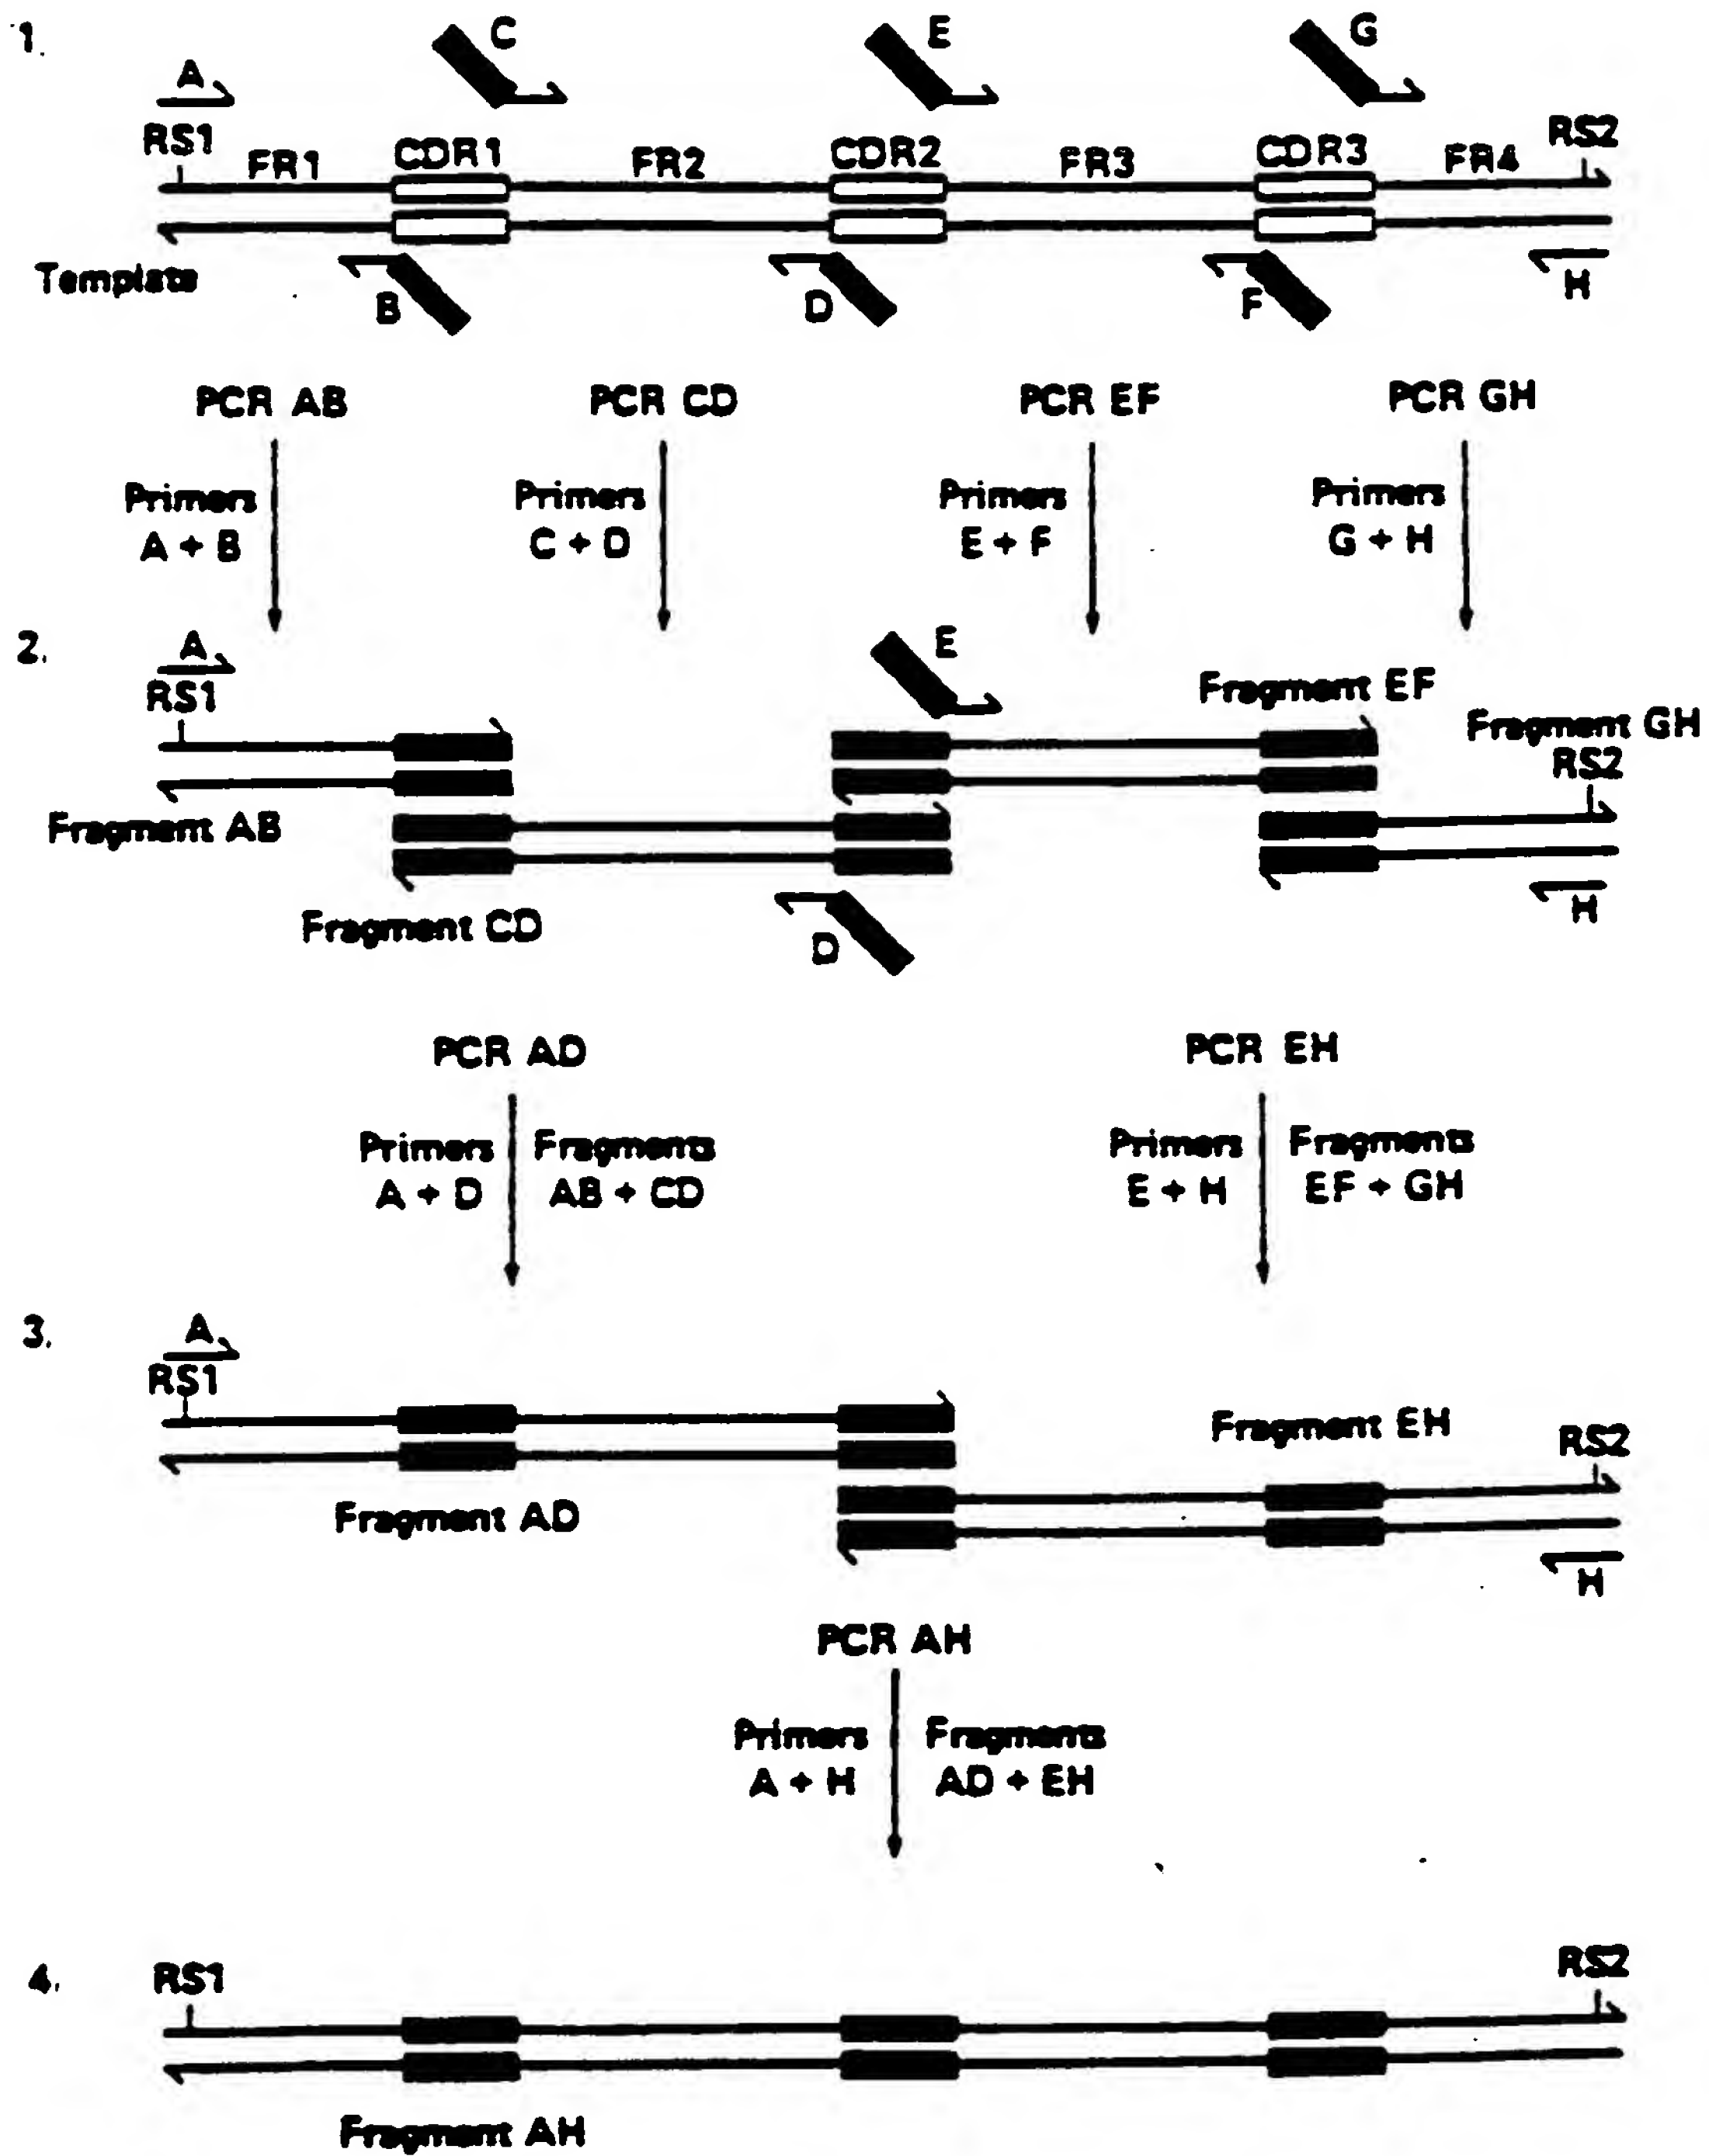 1.
A
C
E
G
RS1
FR1
CDR1
FR2
CDR2
FR3
CDR3
FR4
RS2
Template
B
D
F
H
PCR AB
PCR CD
PCR EF
PCR GH
Primers
A + B
Primers
C + D
Primers
E + F
Primers
G + H
2.
A
RS1
E
Fragment EF
Fragment GH
RS2
Fragment AB
Fragment CD
D
H
PCR AD
PCR EH
Primers
A + D
Fragments
AB + CD
Primers
E + H
Fragments
EF + GH
3.
A
RS1
Fragment EH
RS2
Fragment AD
H
PCR AH
Primers
A + H
Fragments
AD + EH
4.
RS1
RS2
Fragment AH